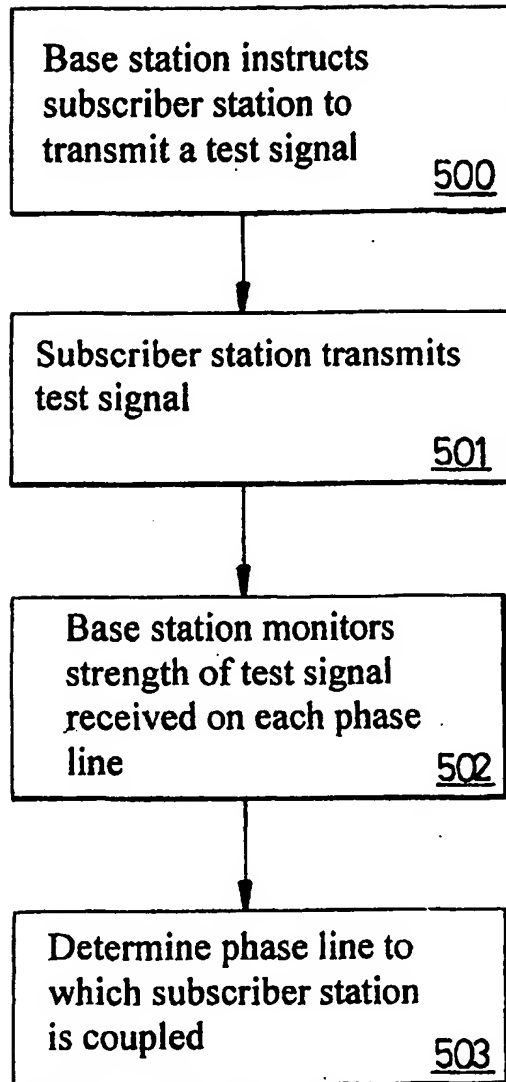 Base station instructs
subscriber station to
transmit a test signal
500
Subscriber station transmits
test signal
501
Base station monitors
strength of test signal
received on each phase
line
502
Determine phase line to
which subscriber station
is coupled
503